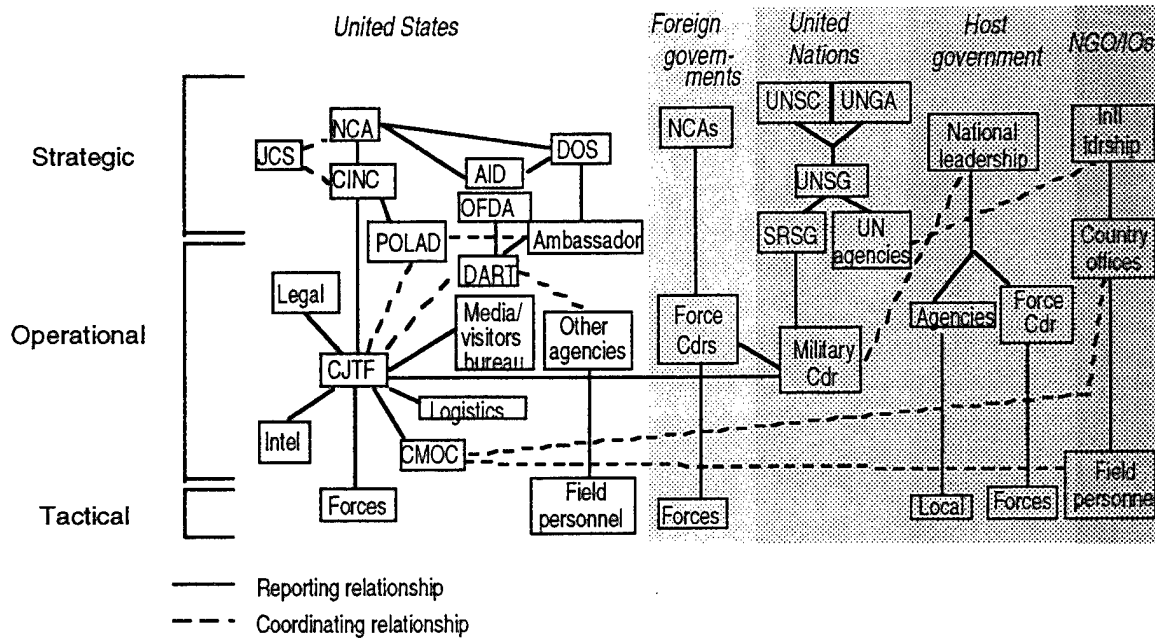 United States
Foreign
govern-
ments
United
Nations
Host
government
NGO/IOs
Strategic
Operational
Tactical
JCS
NCA
CINC
AID
DOS
OFDA
POLAD
Ambassador
DART
Legal
Media/
visitors
bureau
Other
agencies
CJTF
Logistics
Intel
CMOC
Forces
Field
personnel
NCAs
Force
Cdrs
Forces
UNSC
UNGA
UNSG
SRSG
UN
agencies
Military
Cdr
National
leadership
Agencies
Force
Cdr
Local
Forces
Intl
ldrship
Country
offices
Field
personnel
Reporting relationship
Coordinating relationship